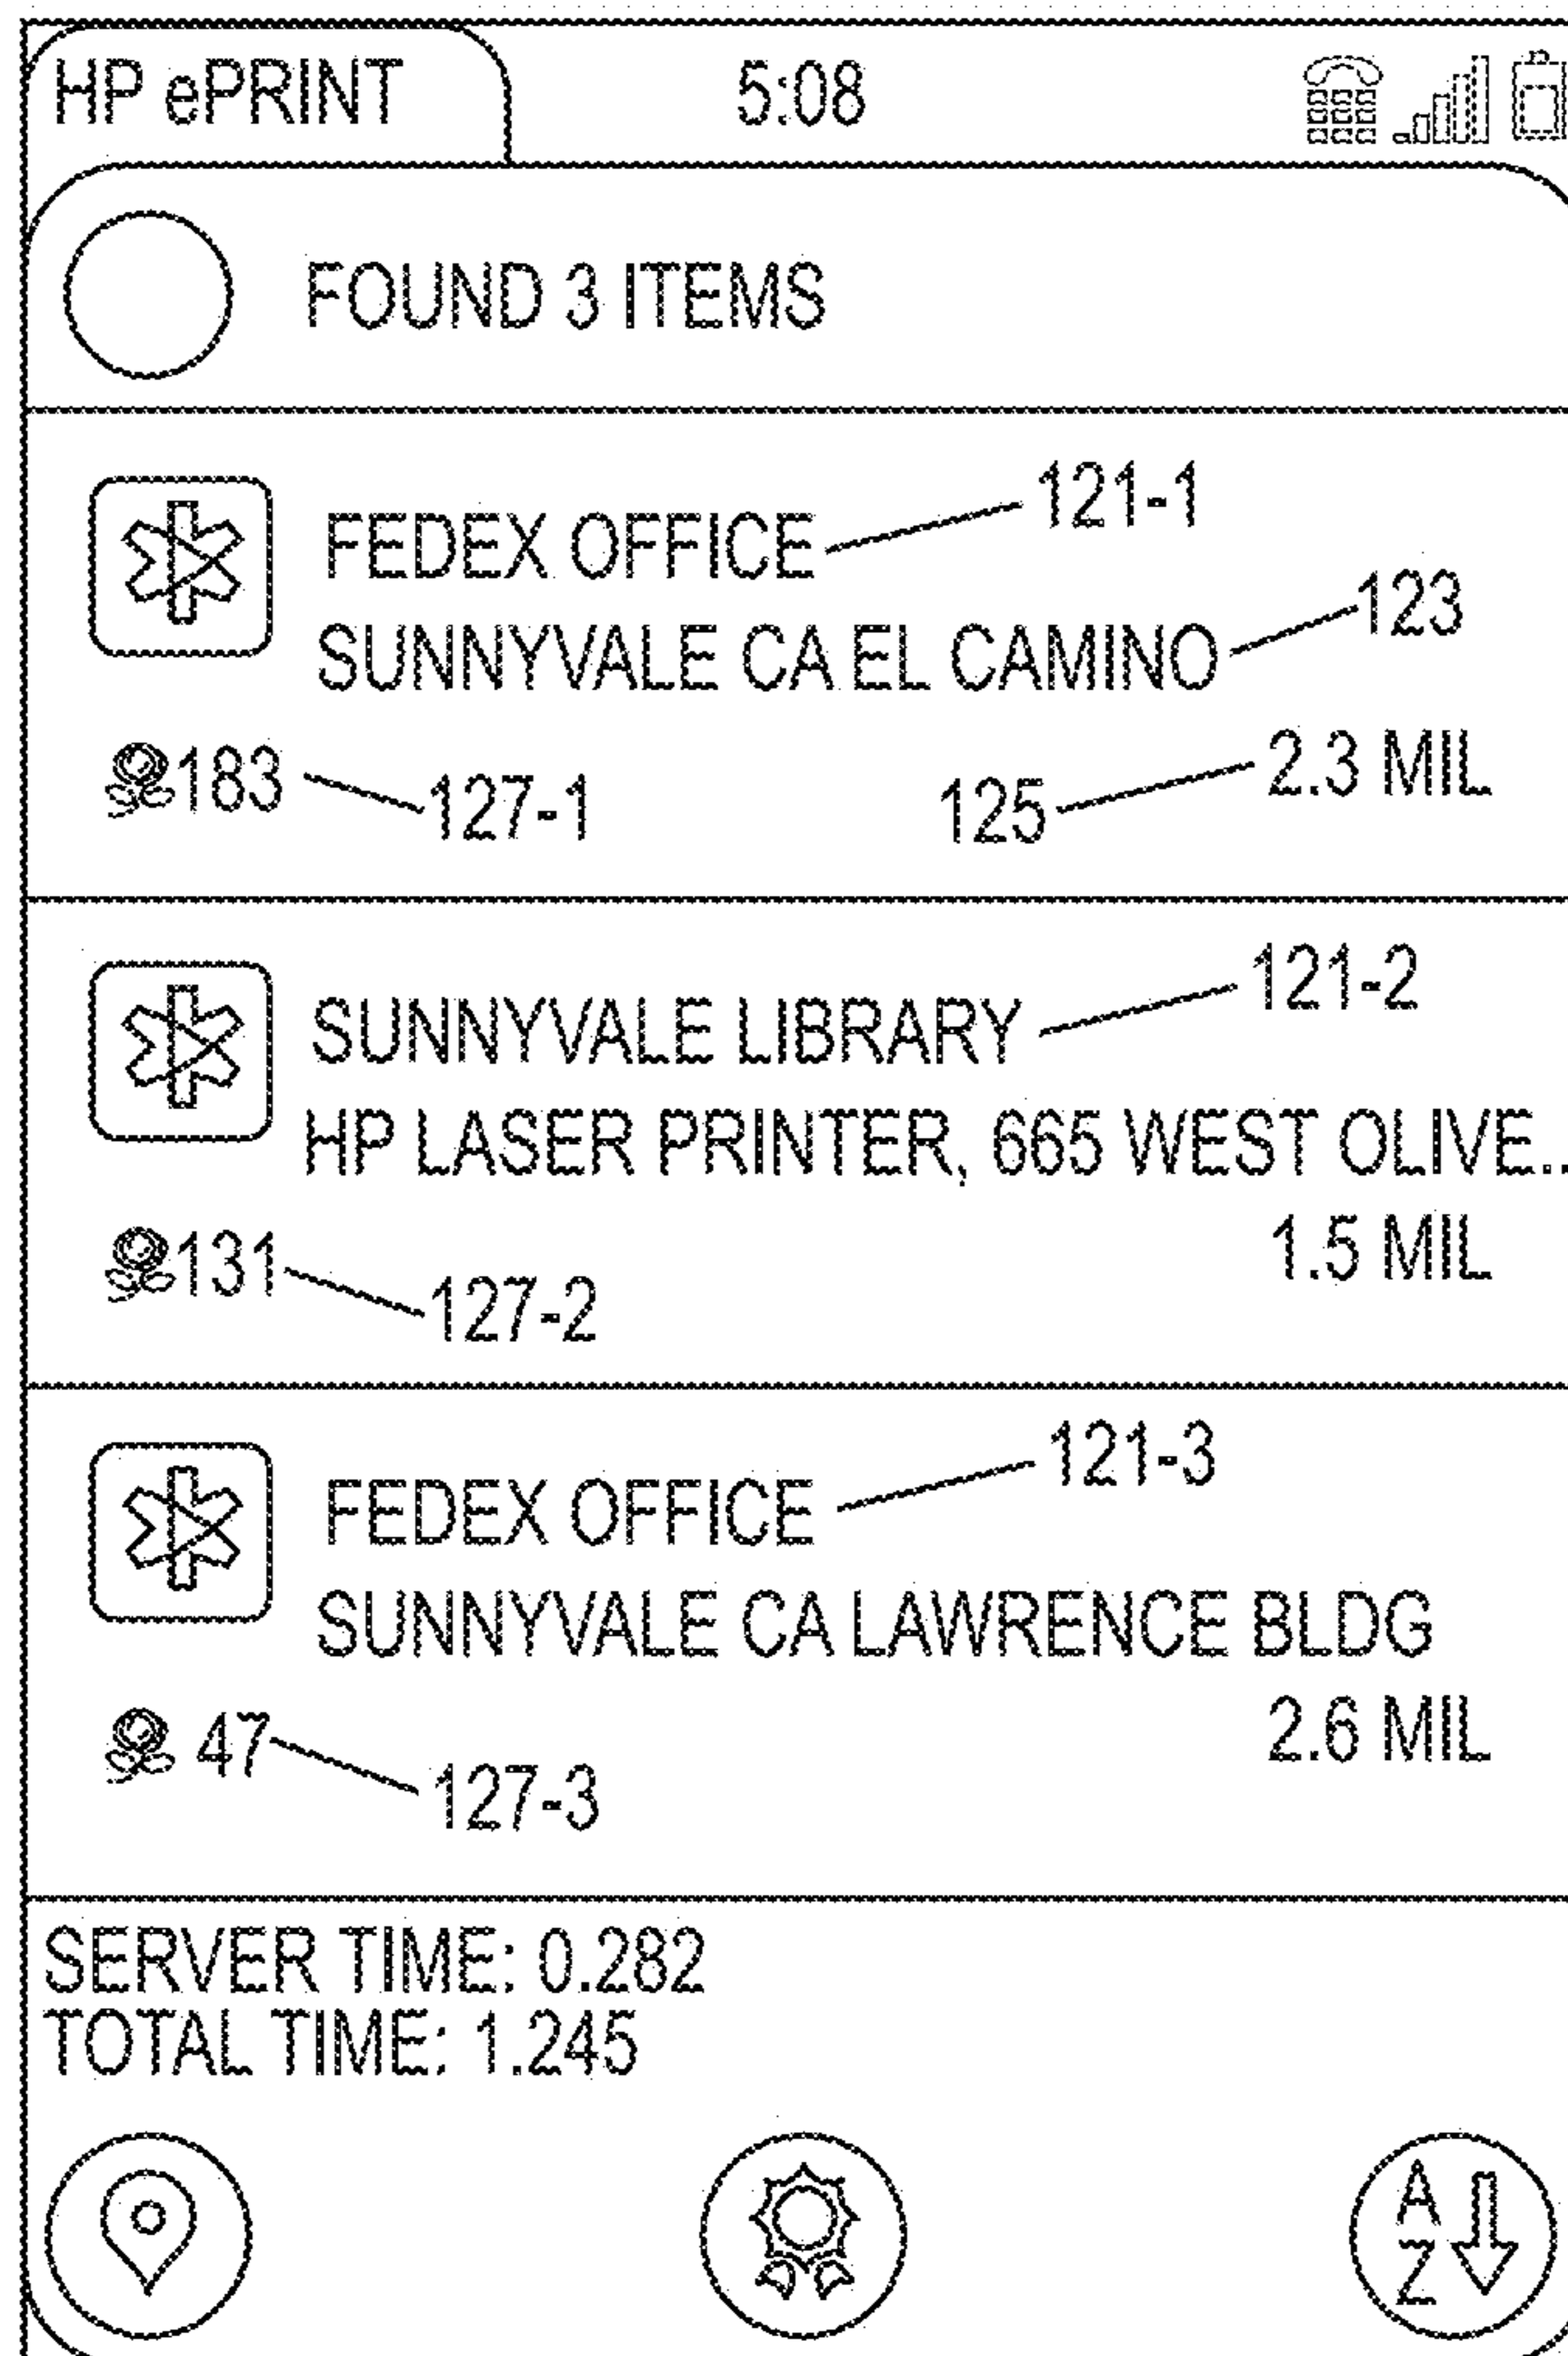 HP ePRINT 5:08
FOUND 3 ITEMS
FEDEX OFFICE 121-1
SUNNYVALE CA EL CAMINO 123
183 127-1 125 2.3 MIL
SUNNYVALE LIBRARY 121-2
HP LASER PRINTER, 665 WEST OLIVE..
1.5 MIL
131 127-2
FEDEX OFFICE 121-3
SUNNYVALE CA LAWRENCE BLDG
47 127-3 2.6 MIL
SERVER TIME: 0.282
TOTAL TIME: 1.245
A
Z